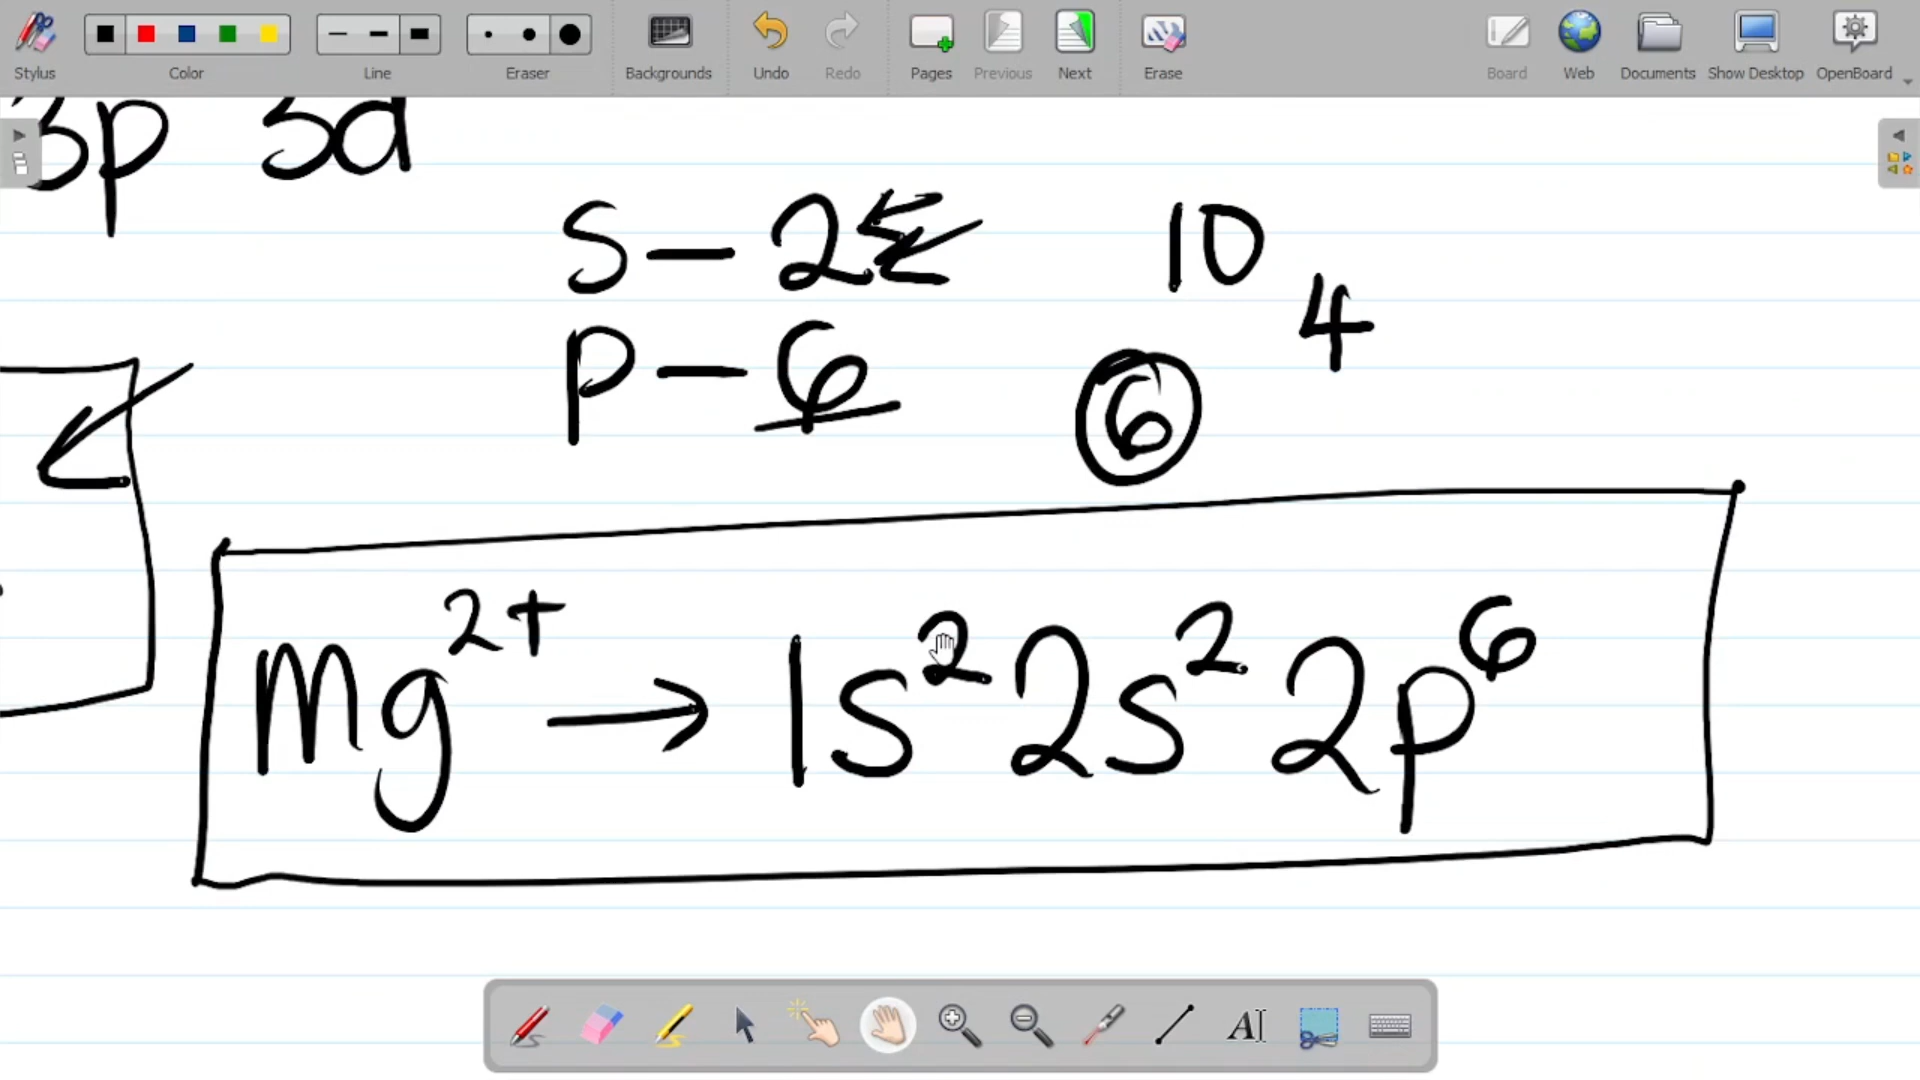 Stylus Color Line Eraser Backgrounds Undo Redo Pages Previous Next Erase Board Web Documents Show Desktop OpenBoard
3p 3d
S — 2 10
4
P — 6 6
Mg²⁺ → 1s² 2s² 2p⁶
AI